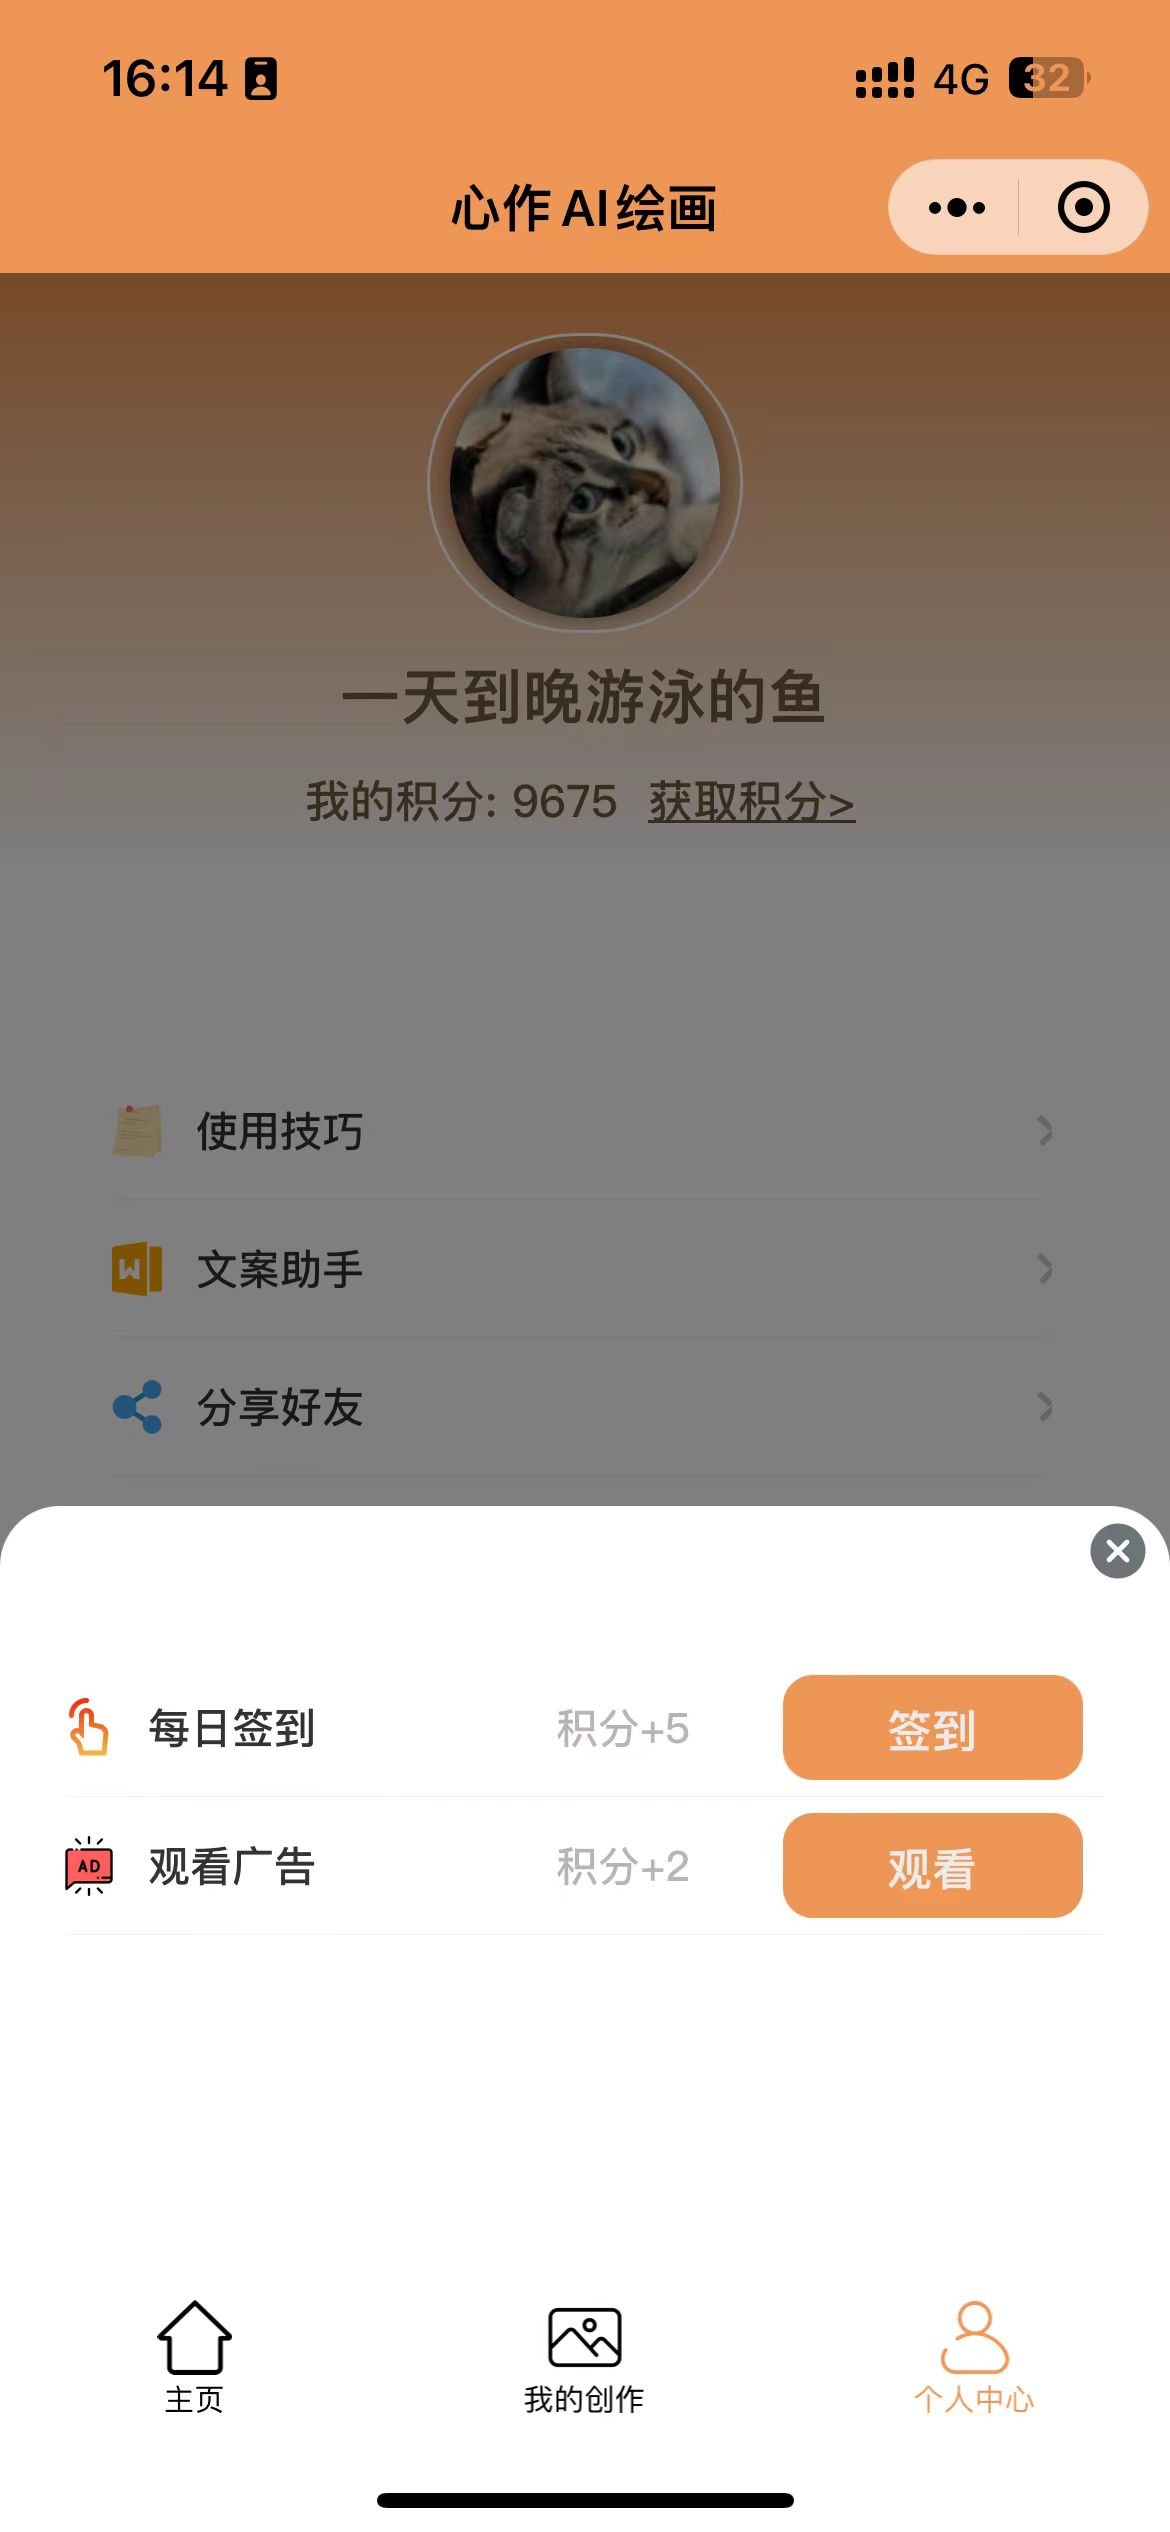 16:14 4G 32
心作AI绘画
一天到晚游泳的鱼
我的积分: 9675 获取积分>
使用技巧
W 文案助手
分享好友
每日签到 积分+5 签到
AD 观看广告 积分+2 观看
主页 我的创作 个人中心